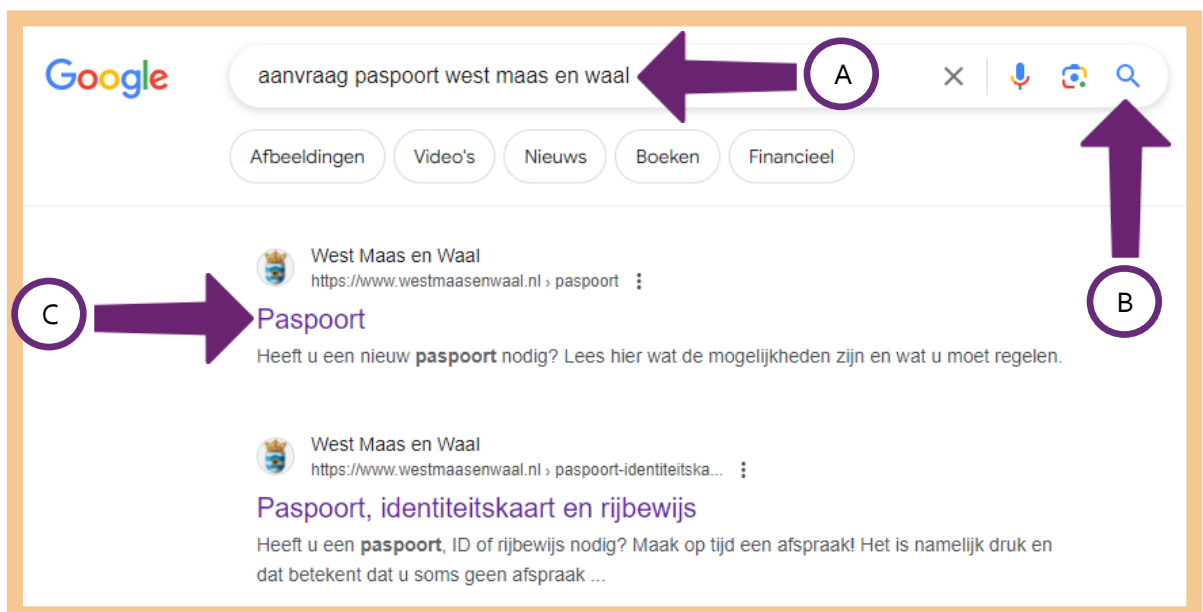 Google
aanvraag paspoort west maas en waal
A
Afbeeldingen Video's Nieuws Boeken Financieel
West Maas en Waal
https://www.westmaasenwaal.nl › paspoort
C
B
Paspoort
Heeft u een nieuw paspoort nodig? Lees hier wat de mogelijkheden zijn en wat u moet regelen.
West Maas en Waal
https://www.westmaasenwaal.nl › paspoort-identiteitska...
Paspoort, identiteitskaart en rijbewijs
Heeft u een paspoort, ID of rijbewijs nodig? Maak op tijd een afspraak! Het is namelijk druk en
dat betekent dat u soms geen afspraak ...